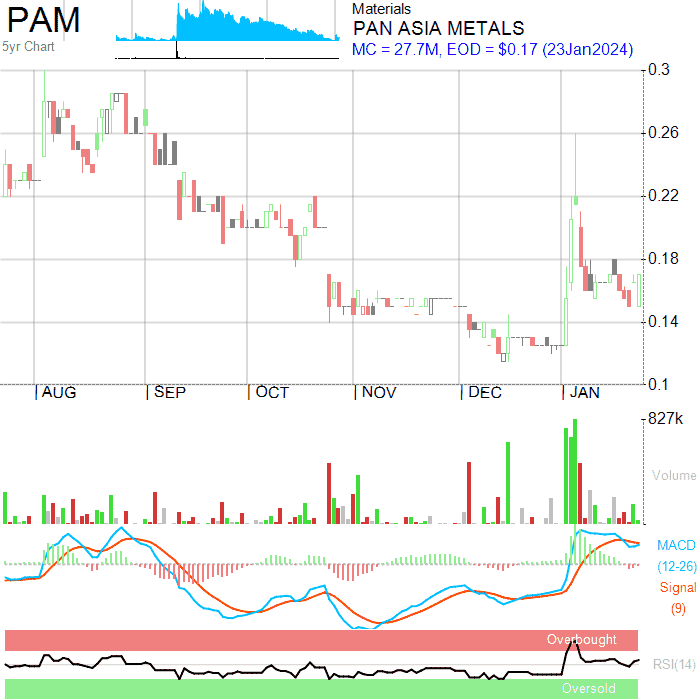 PAM
5yr Chart
Materials
PAN ASIA METALS
MC = 27.7M, EOD = $0.17 (23Jan2024)
0.3
0.26
0.22
0.18
0.14
0.1
AUG SEP OCT NOV DEC JAN
827k
Volume
MACD
(12-26)
Signal
(9)
Overbought
RSI(14)
Oversold